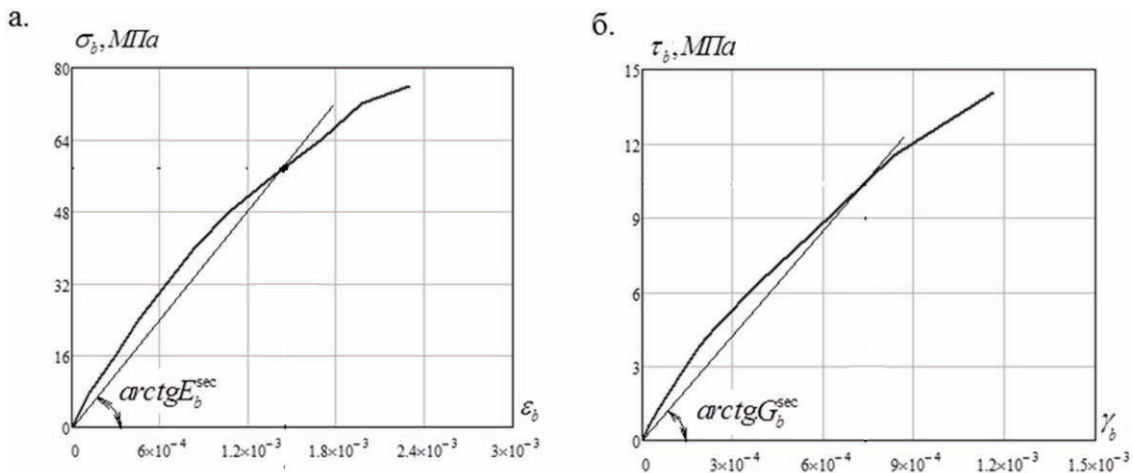 а.
σ_b, МПа
80
64
48
32
16
0
arctgE_b^sec
ε_b
0 6×10⁻⁴ 1.2×10⁻³ 1.8×10⁻³ 2.4×10⁻³ 3×10⁻³
б.
τ_b, МПа
15
12
9
6
3
0
arctgG_b^sec
γ_b
0 3×10⁻⁴ 6×10⁻⁴ 9×10⁻⁴ 1.2×10⁻³ 1.5×10⁻³